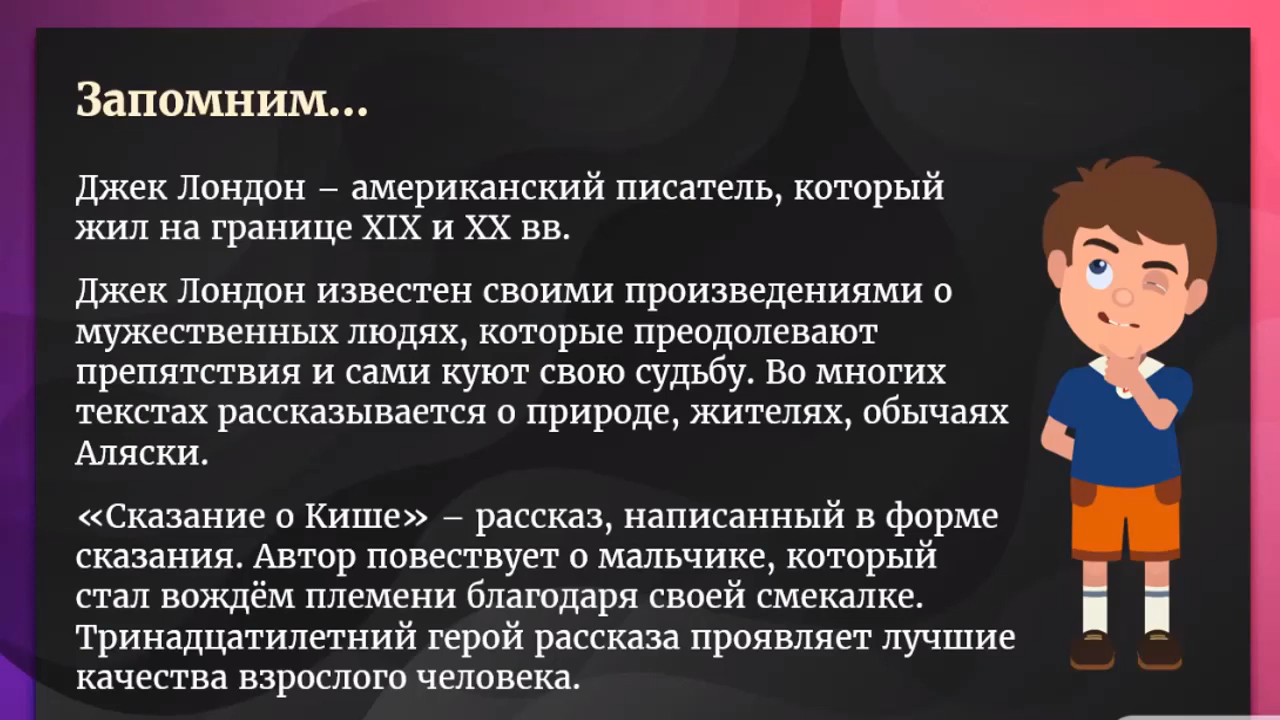 Запомним...
Джек Лондон – американский писатель, который
жил на границе XIX и XX вв.
Джек Лондон известен своими произведениями о
мужественных людях, которые преодолевают
препятствия и сами куют свою судьбу. Во многих
текстах рассказывается о природе, жителях, обычаях
Аляски.
«Сказание о Кише» – рассказ, написанный в форме
сказания. Автор повествует о мальчике, который
стал вождём племени благодаря своей смекалке.
Тринадцатилетний герой рассказа проявляет лучшие
качества взрослого человека.